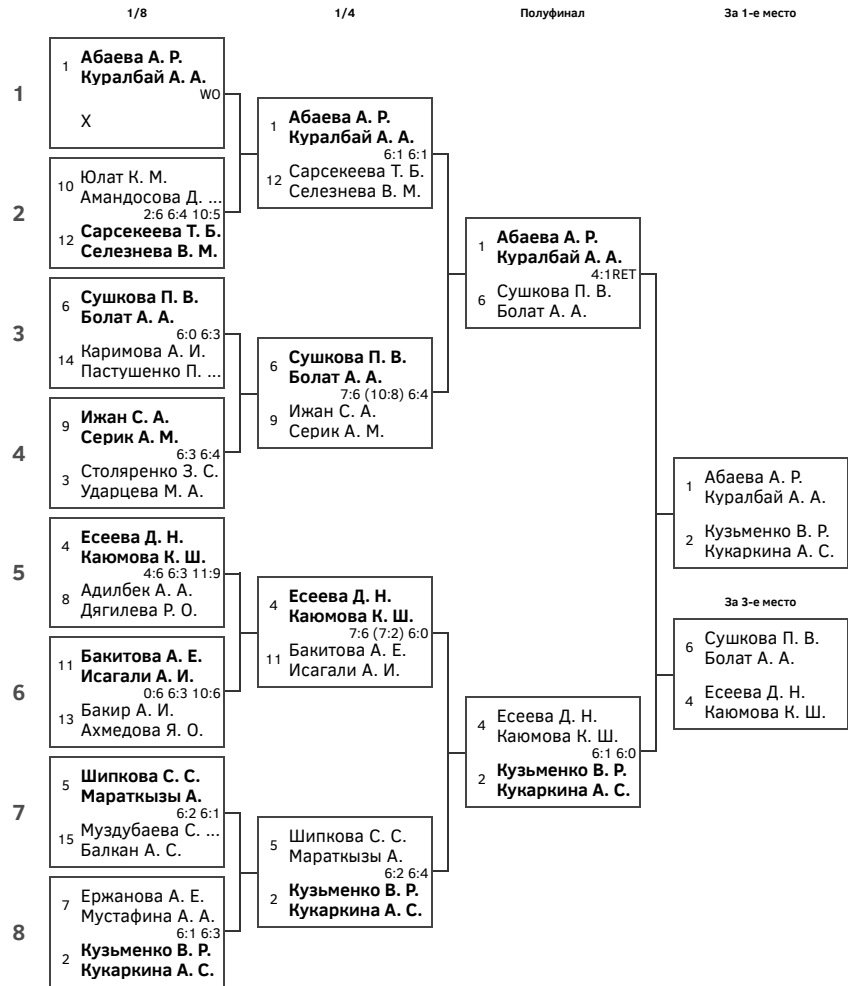 1/8
1/4
Полуфинал
За 1-е место
1
1
Абаева А. Р.
Куралбай А. А.
WO
X
2
10
Юлат К. М.
Амандосова Д. ...
2:6 6:4 10:5
12
Сарсекеева Т. Б.
Селезнева В. М.
3
6
Сушкова П. В.
Болат А. А.
6:0 6:3
14
Каримова А. И.
Пастушенко П. ...
4
9
Ижан С. А.
Серик А. М.
6:3 6:4
3
Столяренко З. С.
Ударцева М. А.
5
4
Есеева Д. Н.
Каюмова К. Ш.
4:6 6:3 11:9
8
Адилбек А. А.
Дягилева Р. О.
6
11
Бакитова А. Е.
Исагали А. И.
0:6 6:3 10:6
13
Бакир А. И.
Ахмедова Я. О.
7
5
Шипкова С. С.
Мараткызы А.
6:2 6:1
15
Муздубаева С. ...
Балкан А. С.
8
7
Ержанова А. Е.
Мустафина А. А.
6:1 6:3
2
Кузьменко В. Р.
Кукаркина А. С.
1
Абаева А. Р.
Куралбай А. А.
6:1 6:1
12
Сарсекеева Т. Б.
Селезнева В. М.
6
Сушкова П. В.
Болат А. А.
7:6 (10:8) 6:4
9
Ижан С. А.
Серик А. М.
4
Есеева Д. Н.
Каюмова К. Ш.
7:6 (7:2) 6:0
11
Бакитова А. Е.
Исагали А. И.
5
Шипкова С. С.
Мараткызы А.
6:2 6:4
2
Кузьменко В. Р.
Кукаркина А. С.
1
Абаева А. Р.
Куралбай А. А.
4:1RET
6
Сушкова П. В.
Болат А. А.
4
Есеева Д. Н.
Каюмова К. Ш.
6:1 6:0
2
Кузьменко В. Р.
Кукаркина А. С.
1
Абаева А. Р.
Куралбай А. А.
2
Кузьменко В. Р.
Кукаркина А. С.
За 3-е место
6
Сушкова П. В.
Болат А. А.
4
Есеева Д. Н.
Каюмова К. Ш.